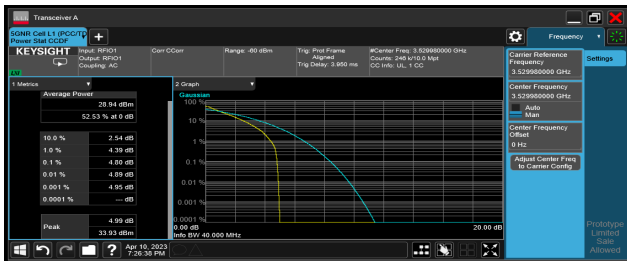 Transceiver A
5GNR Cell L1 (PCC/TD
Power Stat CCDF
Frequency
KEYSIGHT
Input: RFIO1
Output: RFIO1
Coupling: AC
Corr CCorr
Range: -60 dBm
Trig: Prot Frame
Aligned
Trig Delay: 3.950 ms
#Center Freq: 3.529980000 GHz
Counts: 246 k/10.0 Mpt
CC Info: UL, 1 CC
1 Metrics
Average Power
28.94 dBm
52.53 % at 0 dB
10.0 % 2.54 dB
1.0 % 4.39 dB
0.1 % 4.80 dB
0.01 % 4.89 dB
0.001 % 4.95 dB
0.0001 % --- dB
Peak
4.99 dB
33.93 dBm
2 Graph
Gaussian
100 %
10 %
1 %
0.1 %
0.01 %
0.001 %
0.0001 %
0.00 dB
20.00 dB
Info BW 40.000 MHz
Carrier Reference
Frequency
3.529980000 GHz
Settings
Center Frequency
3.529980000 GHz
Auto
Man
Center Frequency
Offset
0 Hz
Adjust Center Freq
to Carrier Config
Prototype
Limited
Sale
Allowed
?
Apr 10, 2023
7:26:38 PM